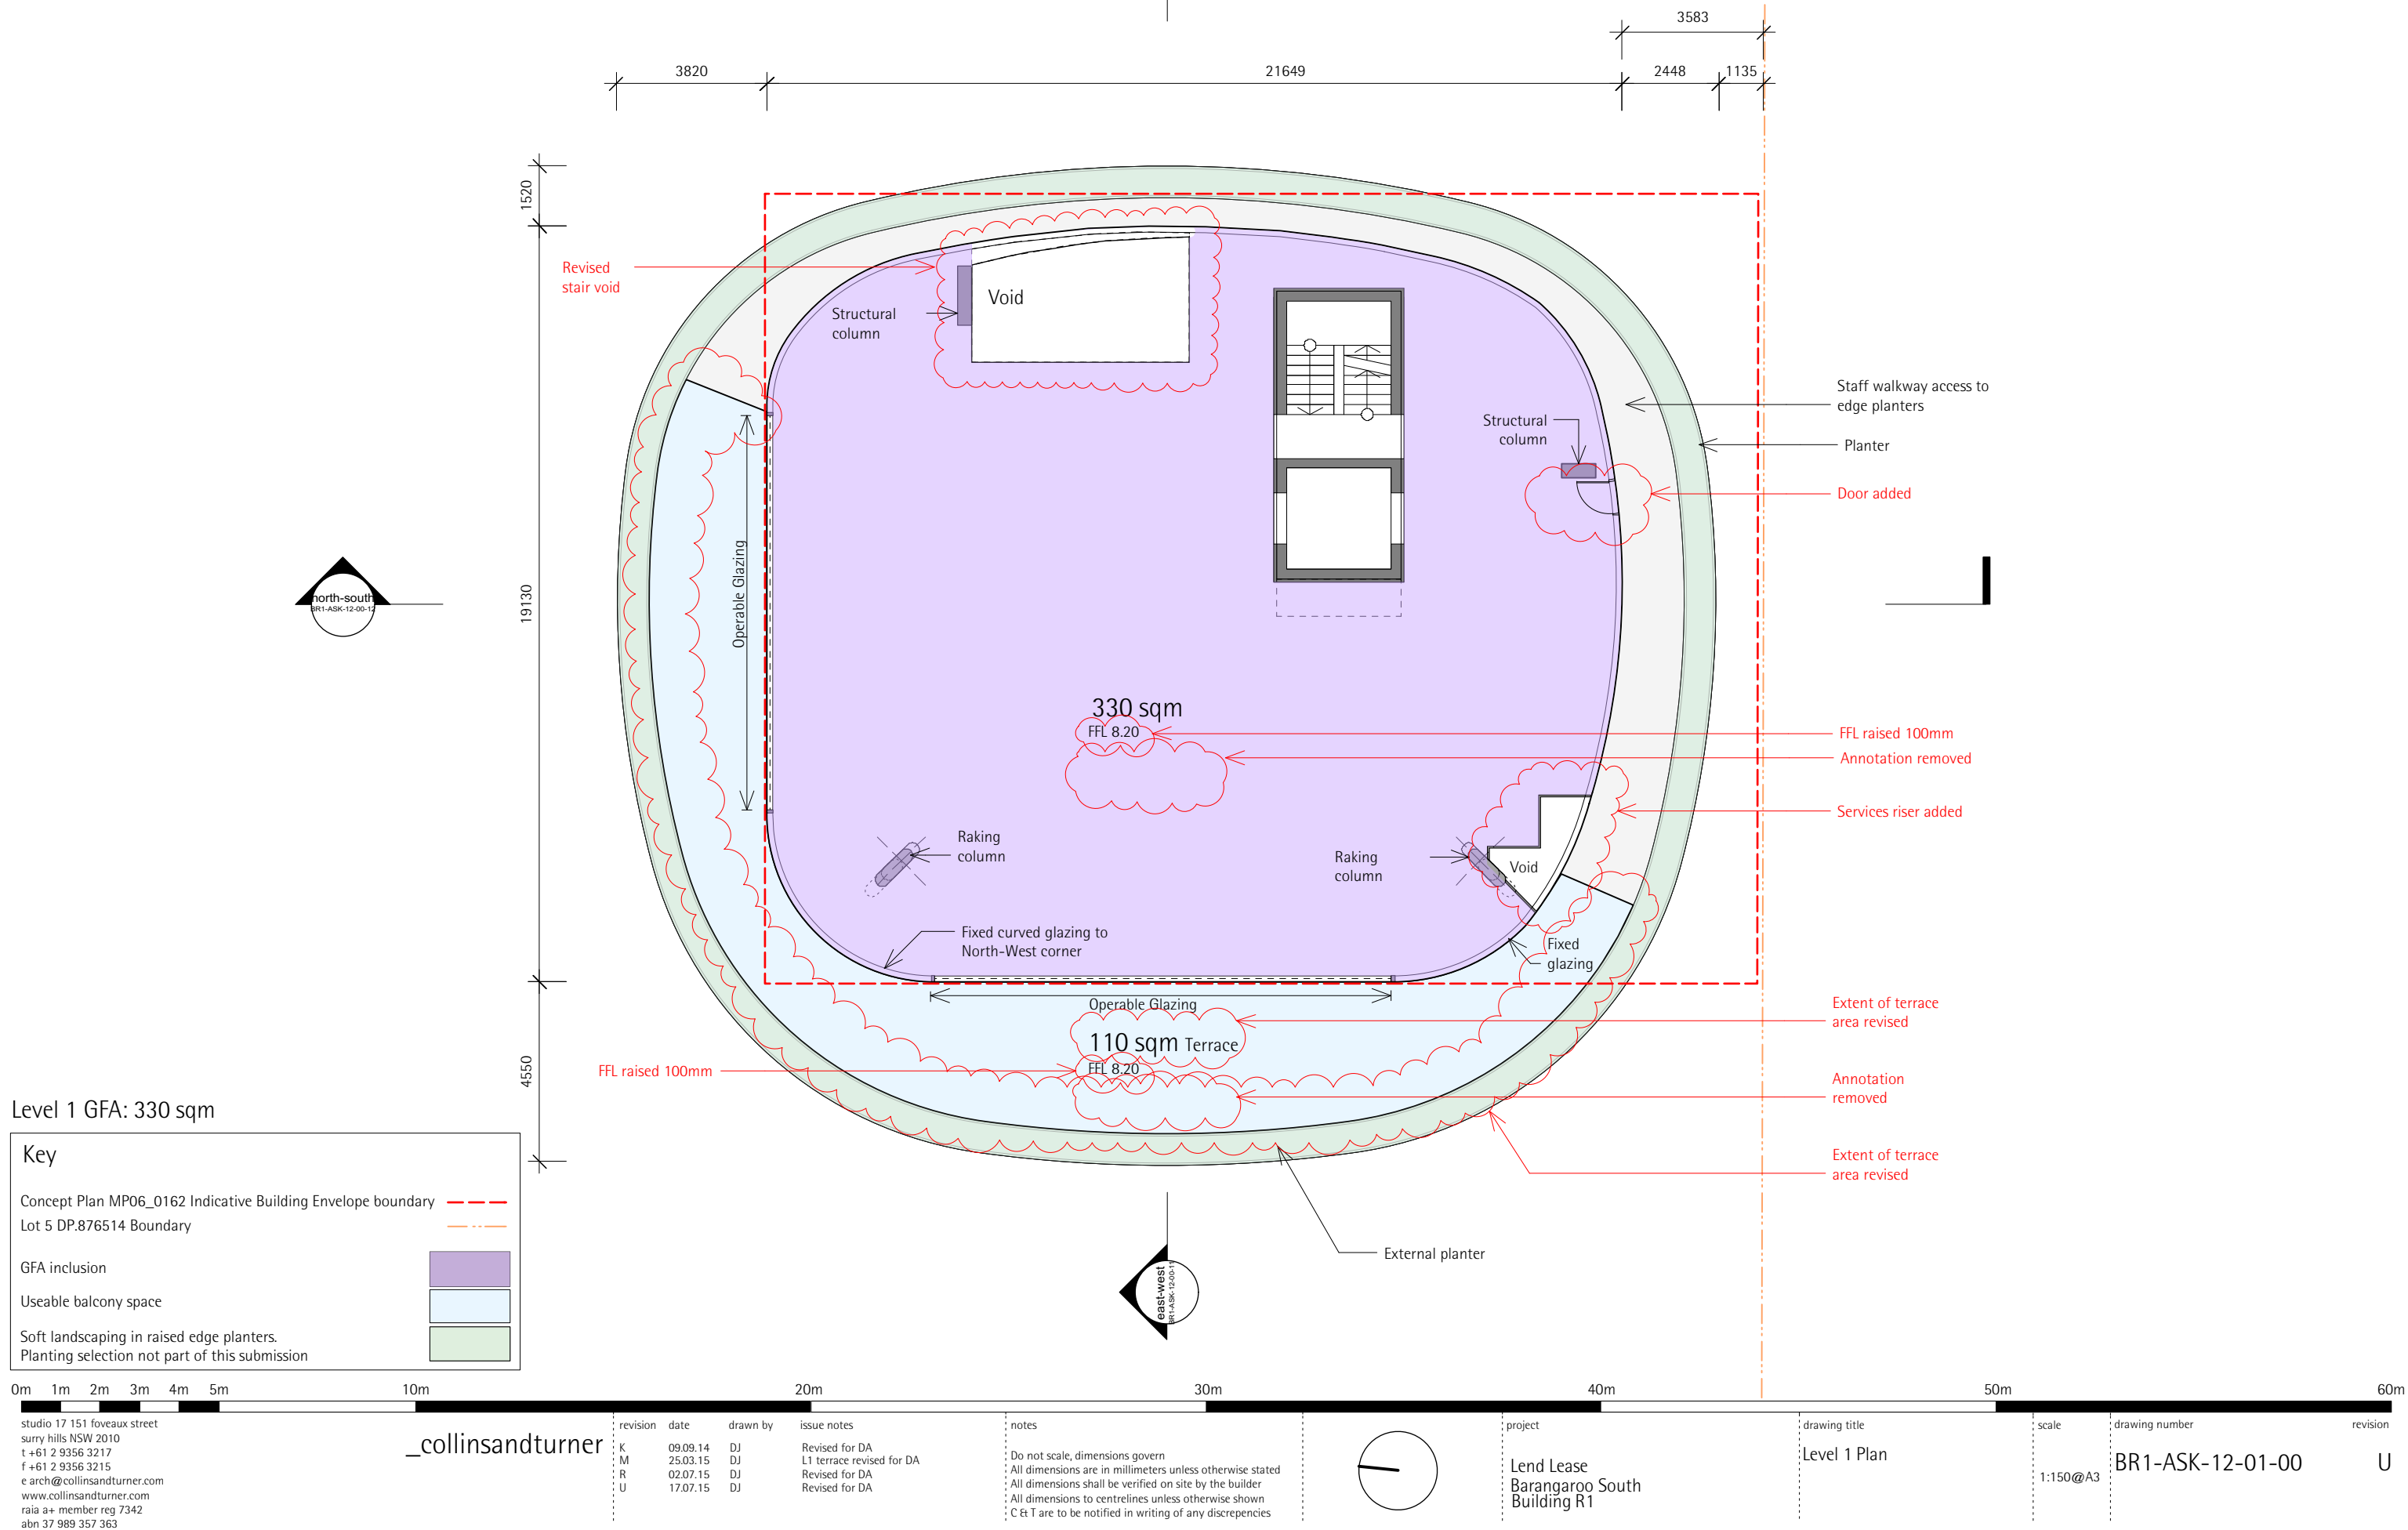 3583
3820
21649
2448
1135
1520
Revised
stair void
Structural
column
Void
Staff walkway access to
edge planters
Structural
column
Planter
Door added
Operable Glazing
north-south
BR1-ASK-12-00-12
19130
330 sqm
FFL 8.20
FFL raised 100mm
Annotation removed
Services riser added
Raking
column
Raking
column
Void
Fixed curved glazing to
North-West corner
Fixed
glazing
Operable Glazing
Extent of terrace
area revised
110 sqm Terrace
FFL 8.20
FFL raised 100mm
4550
Annotation
removed
Extent of terrace
area revised
External planter
east-west
BR1-ASK-12-00-11
Level 1 GFA: 330 sqm
Key
Concept Plan MP06_0162 Indicative Building Envelope boundary
Lot 5 DP.876514 Boundary
GFA inclusion
Useable balcony space
Soft landscaping in raised edge planters.
Planting selection not part of this submission
0m 1m 2m 3m 4m 5m 10m 20m 30m 40m 50m 60m
studio 17 151 foveaux street
surry hills NSW 2010
t +61 2 9356 3217
f +61 2 9356 3215
e arch@collinsandturner.com
www.collinsandturner.com
raia a+ member reg 7342
abn 37 989 357 363
_collinsandturner
revision date drawn by issue notes
K 09.09.14 DJ Revised for DA
M 25.03.15 DJ L1 terrace revised for DA
R 02.07.15 DJ Revised for DA
U 17.07.15 DJ Revised for DA
notes
Do not scale, dimensions govern
All dimensions are in millimeters unless otherwise stated
All dimensions shall be verified on site by the builder
All dimensions to centrelines unless otherwise shown
C & T are to be notified in writing of any discrepencies
project
Lend Lease
Barangaroo South
Building R1
drawing title
Level 1 Plan
scale
1:150@A3
drawing number
BR1-ASK-12-01-00
revision
U